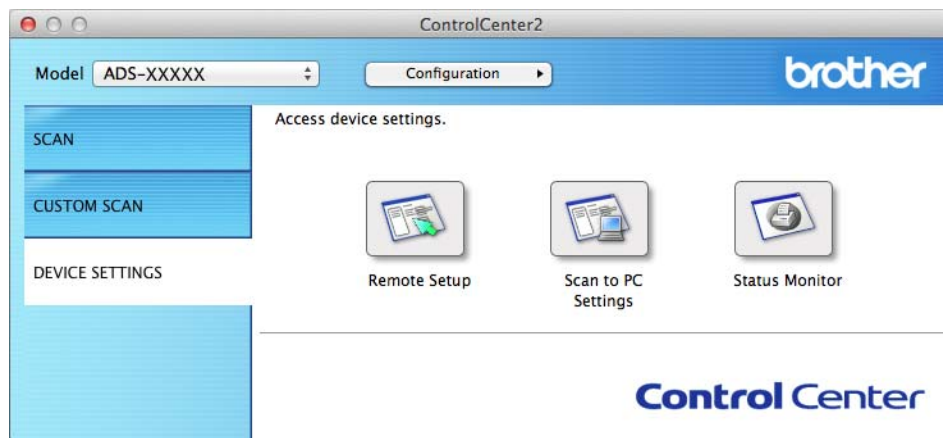 ControlCenter2
Model ADS-XXXXX Configuration brother
SCAN
CUSTOM SCAN
DEVICE SETTINGS
Access device settings.
Remote Setup
Scan to PC
Settings
Status Monitor
Control Center